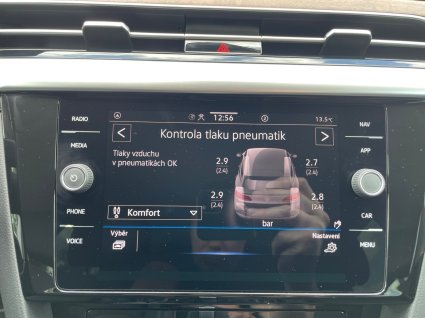 RADIO
MEDIA
PHONE
VOICE
12:56
13.5°C
Kontrola tlaku pneumatik
Tlaky vzduchu
v pneumatikách OK
2.9
(2.4)
2.7
(2.4)
2.9
(2.4)
2.8
(2.4)
Komfort
bar
Výběr
Nastavení
NAV
APP
CAR
MENU